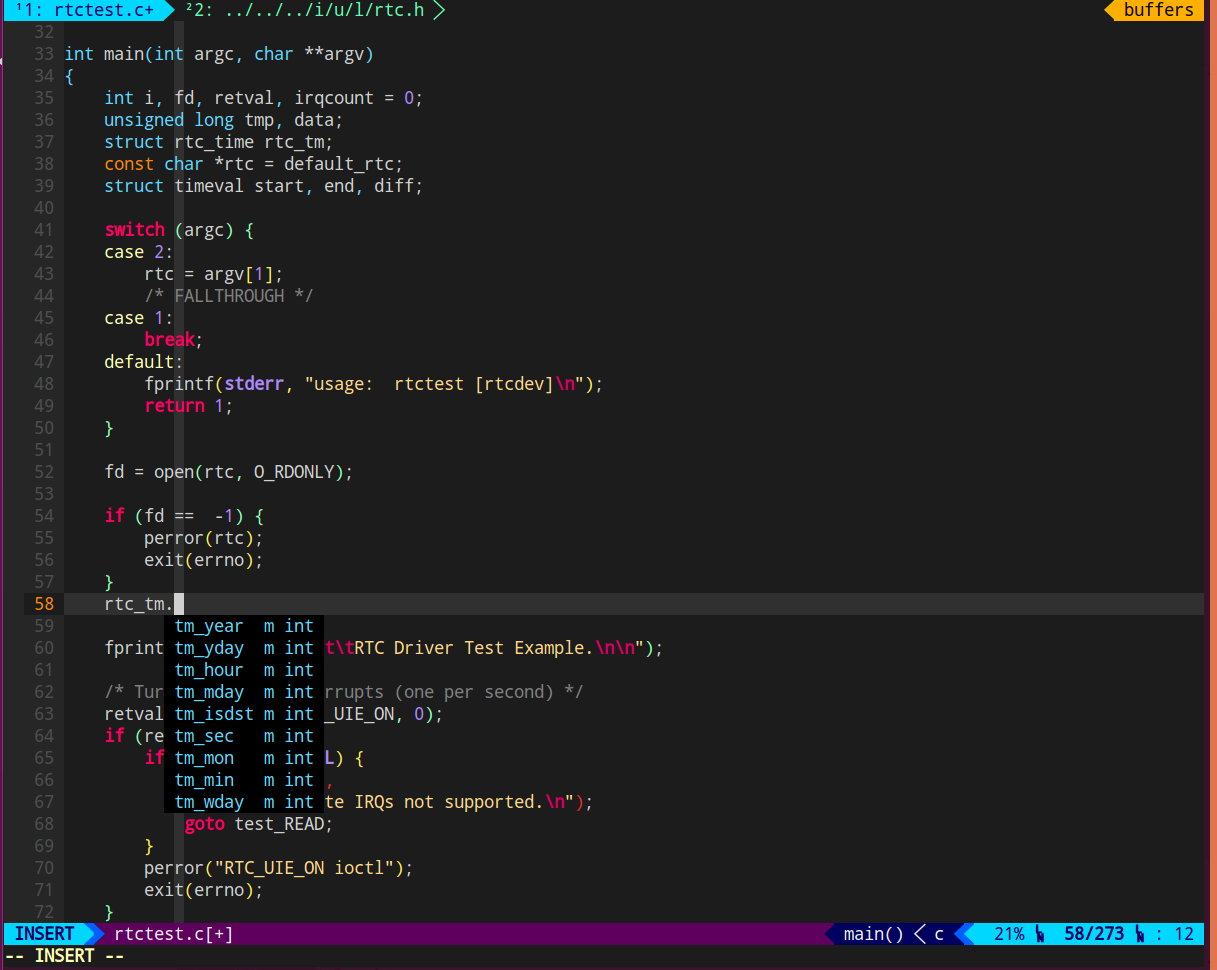 ¹1: rtctest.c+ ²2: ../../../i/u/l/rtc.h buffers
32
33 int main(int argc, char **argv)
34 {
35     int i, fd, retval, irqcount = 0;
36     unsigned long tmp, data;
37     struct rtc_time rtc_tm;
38     const char *rtc = default_rtc;
39     struct timeval start, end, diff;
40
41     switch (argc) {
42     case 2:
43         rtc = argv[1];
44         /* FALLTHROUGH */
45     case 1:
46         break;
47     default:
48         fprintf(stderr, "usage:  rtctest [rtcdev]\n");
49         return 1;
50     }
51
52     fd = open(rtc, O_RDONLY);
53
54     if (fd ==  -1) {
55         perror(rtc);
56         exit(errno);
57     }
58     rtc_tm.
59            tm_year  m int
60     fprint tm_yday  m int t\tRTC Driver Test Example.\n\n");
61            tm_hour  m int
62     /* Tur tm_mday  m int rrupts (one per second) */
63     retval tm_isdst m int _UIE_ON, 0);
64     if (re tm_sec   m int
65         if tm_mon   m int L) {
66            tm_min   m int ,
67            tm_wday  m int te IRQs not supported.\n");
68             goto test_READ;
69         }
70         perror("RTC_UIE_ON ioctl");
71         exit(errno);
72     }
INSERT rtctest.c[+] main() < c 21% 58/273 : 12
-- INSERT --